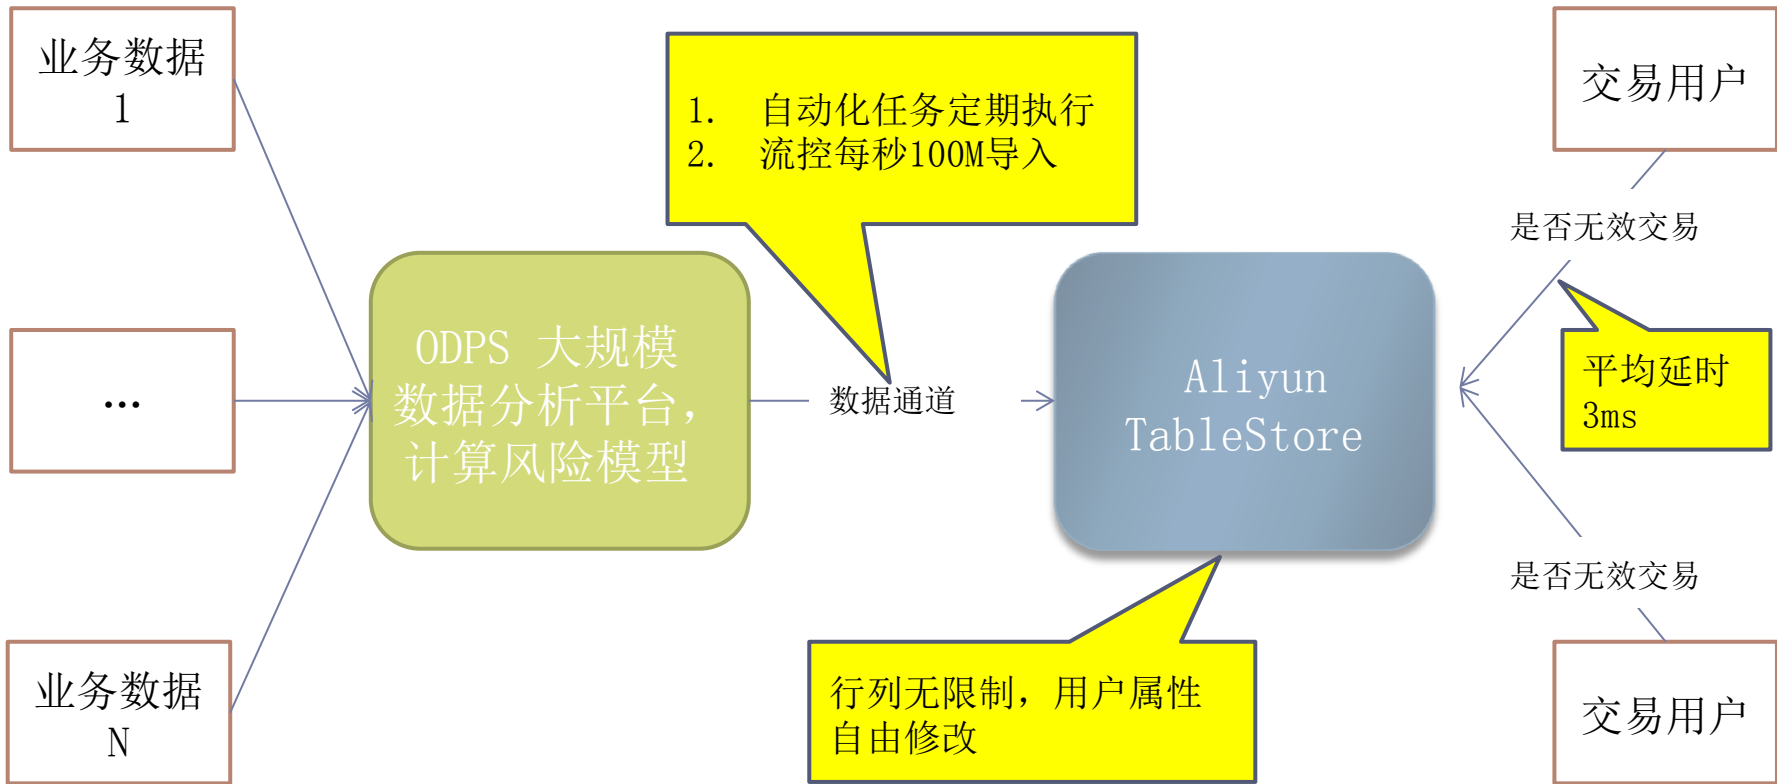 业务数据
1
1. 自动化任务定期执行
2. 流控每秒100M导入
交易用户
是否无效交易
...
ODPS 大规模
数据分析平台,
计算风险模型
数据通道
Aliyun
TableStore
平均延时
3ms
是否无效交易
业务数据
N
行列无限制，用户属性
自由修改
交易用户